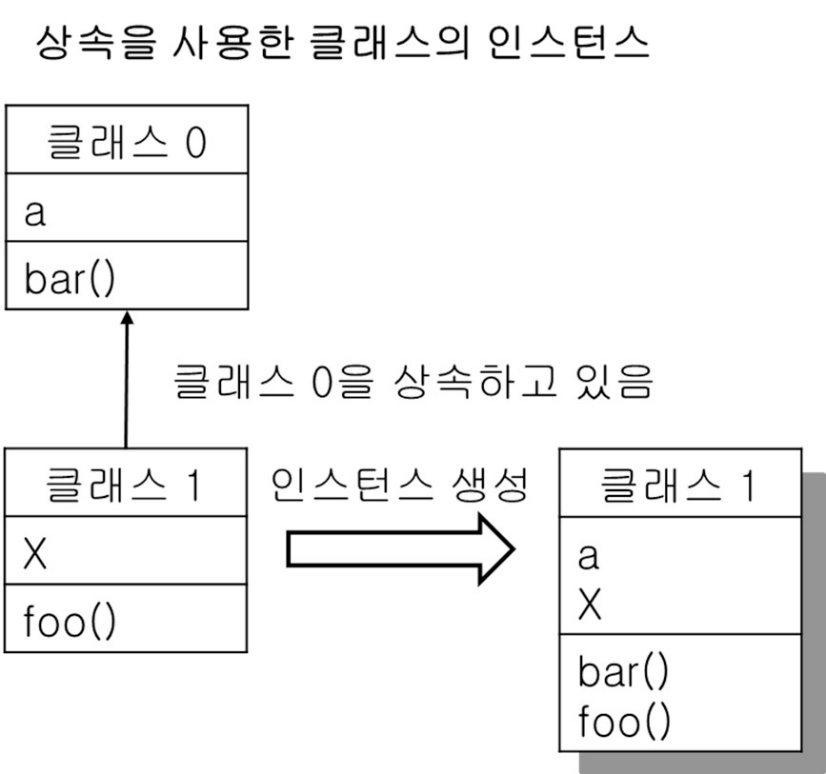 상속을 사용한 클래스의 인스턴스
클래스 0
a
bar()
클래스 0을 상속하고 있음
클래스 1
X
foo()
인스턴스 생성
클래스 1
a
X
bar()
foo()